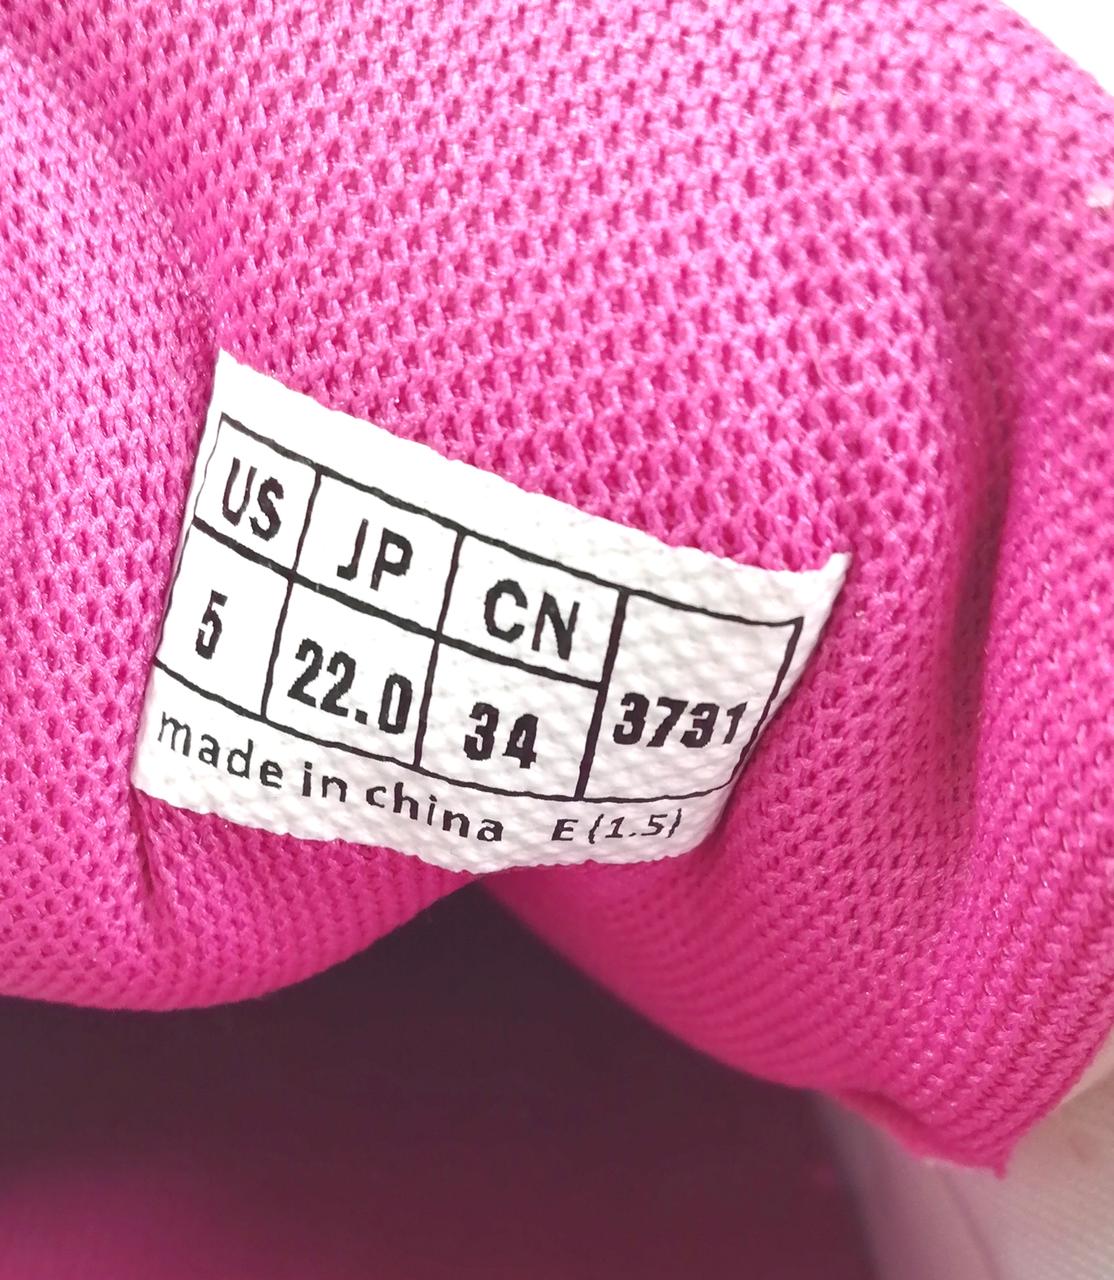 US JP CN
5 22.0 34 3731
made in china E (1.5)